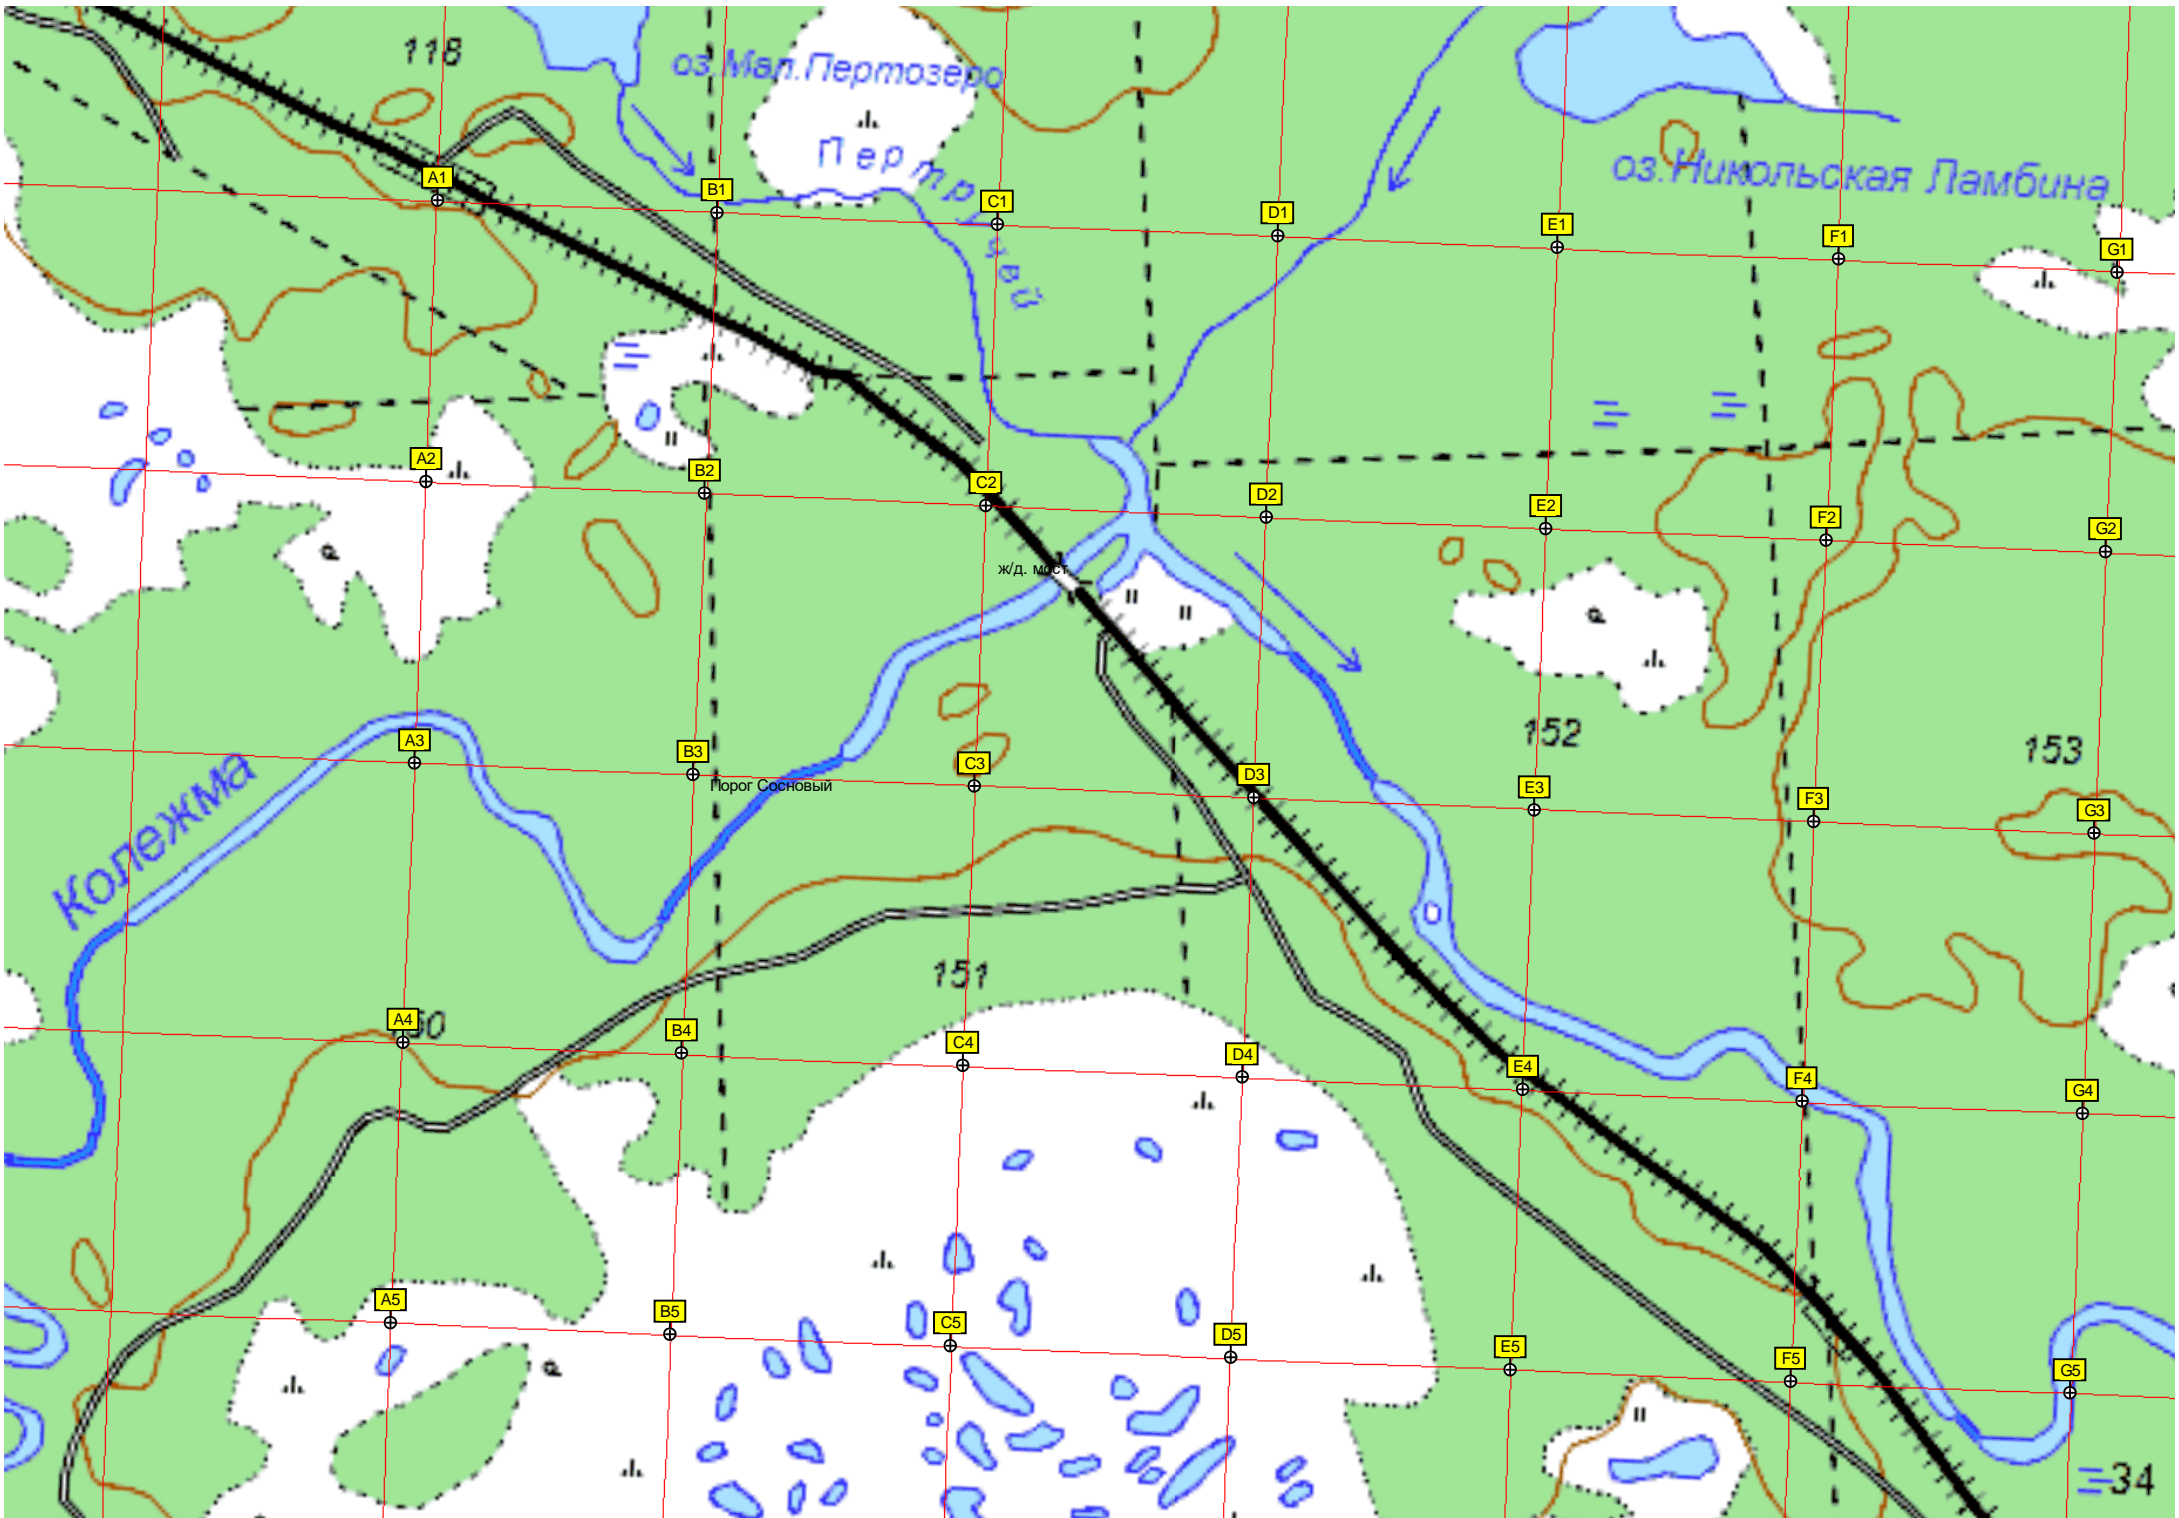 118
оз.Мал.Пертозеро
Пертручей
оз.Никольская Ламбина
A1
B1
C1
D1
E1
F1
G1
A2
B2
C2
D2
E2
F2
G2
ж/д. мост
152
153
A3
B3
C3
D3
E3
F3
G3
Порог Сосновый
Колежма
151
A4
B4
C4
D4
E4
F4
G4
A5
B5
C5
D5
E5
F5
G5
34